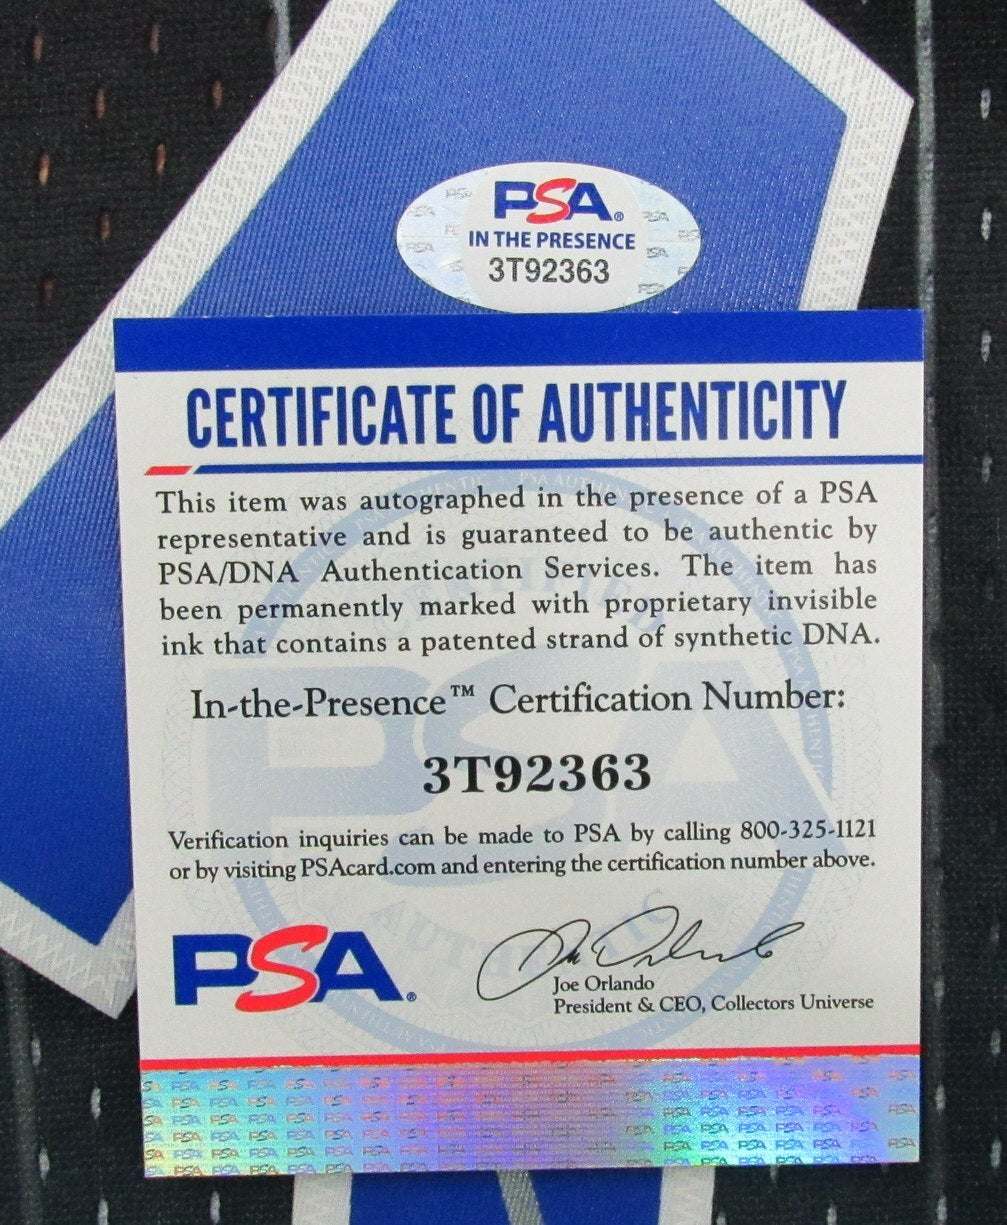 PSA®
IN THE PRESENCE
3T92363
CERTIFICATE OF AUTHENTICITY
This item was autographed in the presence of a PSA
representative and is guaranteed to be authentic by
PSA/DNA Authentication Services. The item has
been permanently marked with proprietary invisible
ink that contains a patented strand of synthetic DNA.
In-the-Presence™ Certification Number:
3T92363
Verification inquiries can be made to PSA by calling 800-325-1121
or by visiting PSAcard.com and entering the certification number above.
PSA®
Joe Orlando
President & CEO, Collectors Universe